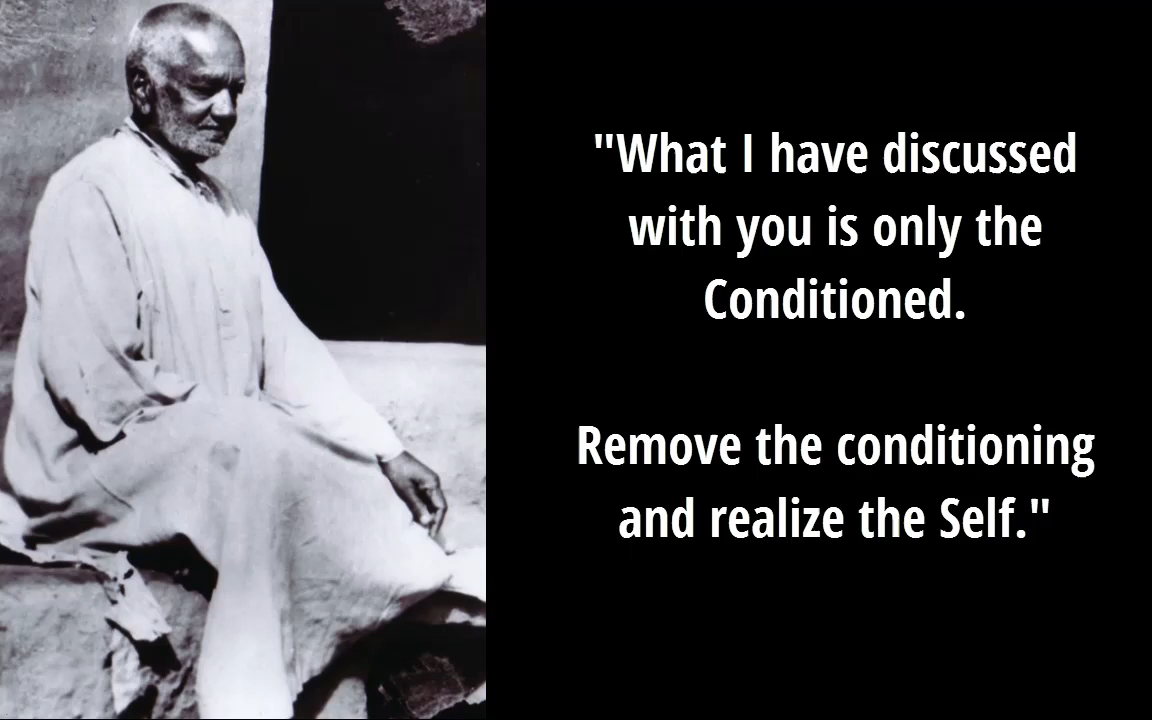 "What I have discussed
with you is only the
Conditioned.
Remove the conditioning
and realize the Self."